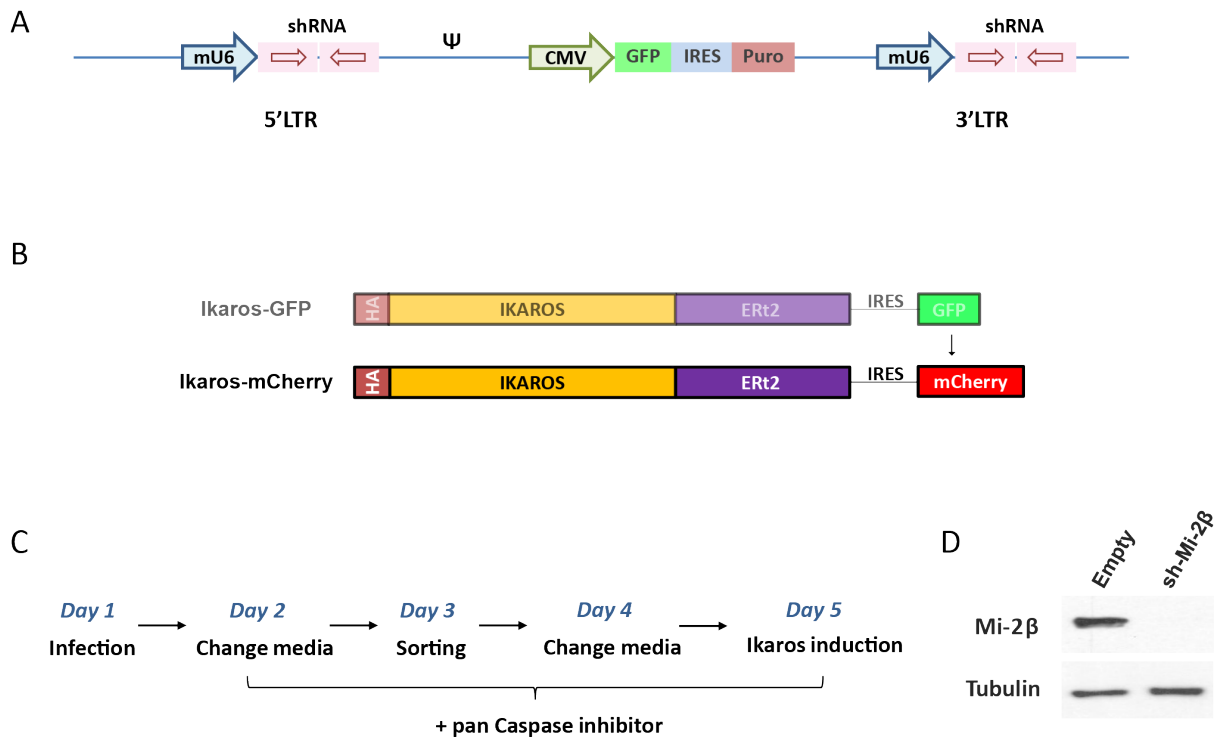 A
shRNA
shRNA
mU6
Ψ
CMV
GFP
IRES
Puro
mU6
5’LTR
3’LTR
B
Ikaros-GFP
HA
IKAROS
ERt2
IRES
GFP
Ikaros-mCherry
HA
IKAROS
ERt2
IRES
mCherry
C
Day 1
Day 2
Day 3
Day 4
Day 5
Infection
Change media
Sorting
Change media
Ikaros induction
+ pan Caspase inhibitor
D
Empty
sh-Mi-2β
Mi-2β
Tubulin